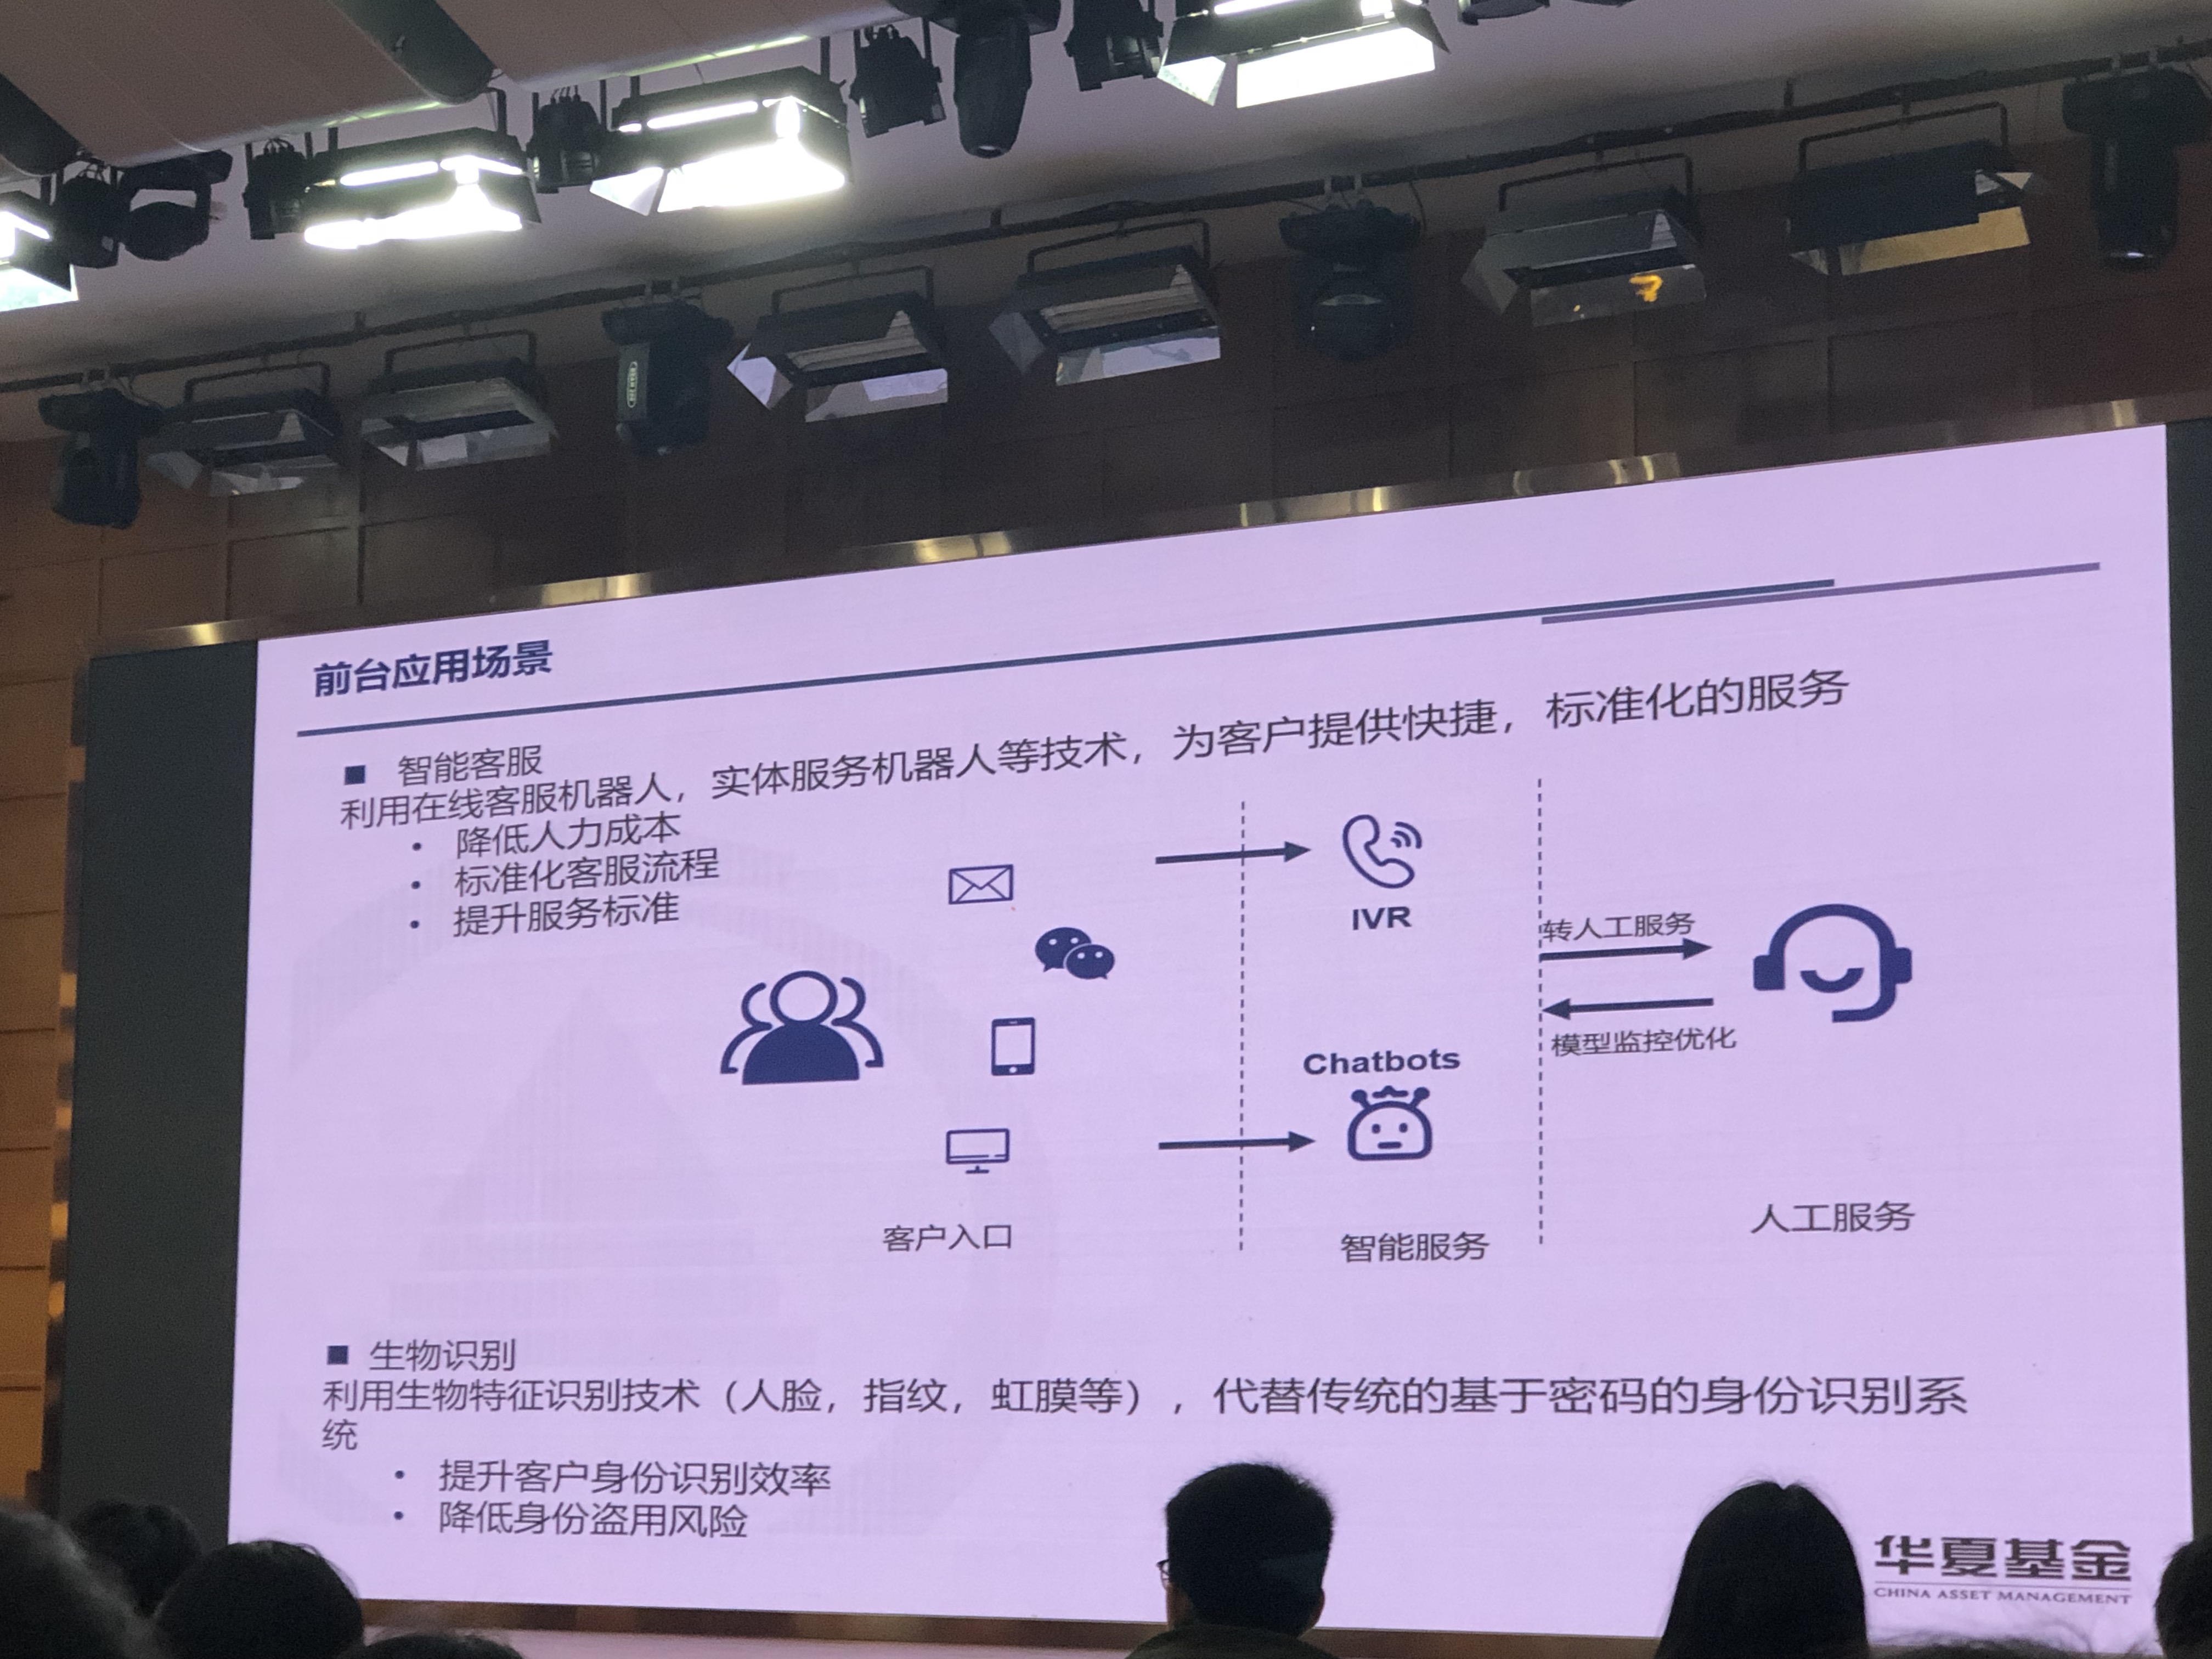 前台应用场景
■ 智能客服
利用在线客服机器人，实体服务机器人等技术，为客户提供快捷，标准化的服务
• 降低人力成本
• 标准化客服流程
• 提升服务标准
IVR
转人工服务
模型监控优化
Chatbots
客户入口
智能服务
人工服务
■ 生物识别
利用生物特征识别技术（人脸，指纹，虹膜等），代替传统的基于密码的身份识别系
统
• 提升客户身份识别效率
• 降低身份盗用风险
华夏基金
CHINA ASSET MANAGEMENT